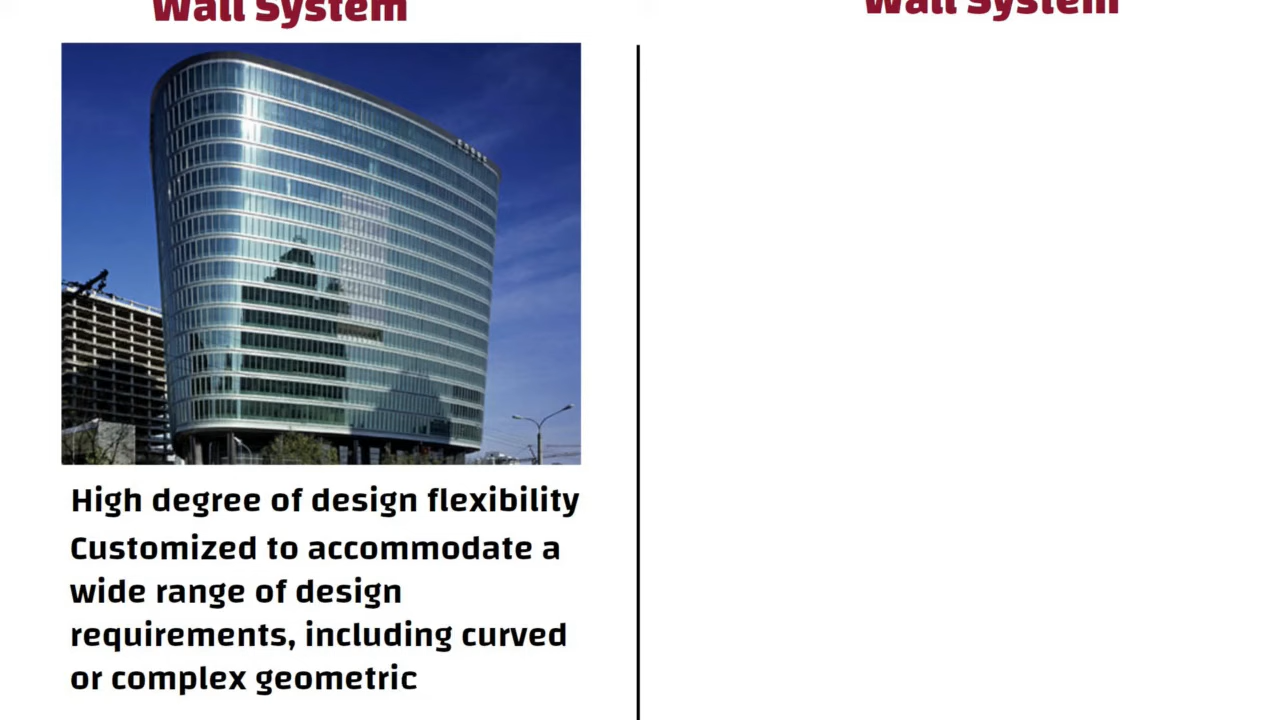 Wall System
Wall System
High degree of design flexibility
Customized to accommodate a
wide range of design
requirements, including curved
or complex geometric